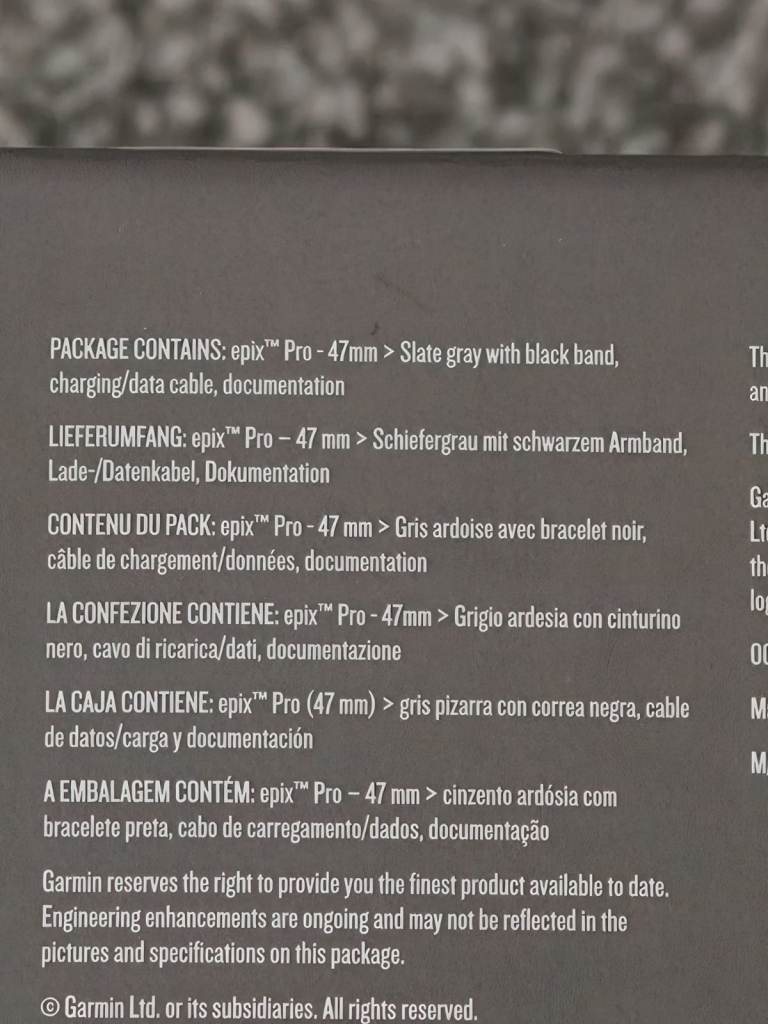 PACKAGE CONTAINS: epix™ Pro - 47mm > Slate gray with black band,
charging/data cable, documentation
LIEFERUMFANG: epix™ Pro – 47 mm > Schiefergrau mit schwarzem Armband,
Lade-/Datenkabel, Dokumentation
CONTENU DU PACK: epix™ Pro - 47 mm > Gris ardoise avec bracelet noir,
câble de chargement/données, documentation
LA CONFEZIONE CONTIENE: epix™ Pro - 47mm > Grigio ardesia con cinturino
nero, cavo di ricarica/dati, documentazione
LA CAJA CONTIENE: epix™ Pro (47 mm) > gris pizarra con correa negra, cable
de datos/carga y documentación
A EMBALAGEM CONTÉM: epix™ Pro – 47 mm > cinzento ardósia com
bracelete preta, cabo de carregamento/dados, documentação
Garmin reserves the right to provide you the finest product available to date.
Engineering enhancements are ongoing and may not be reflected in the
pictures and specifications on this package.
© Garmin Ltd. or its subsidiaries. All rights reserved.